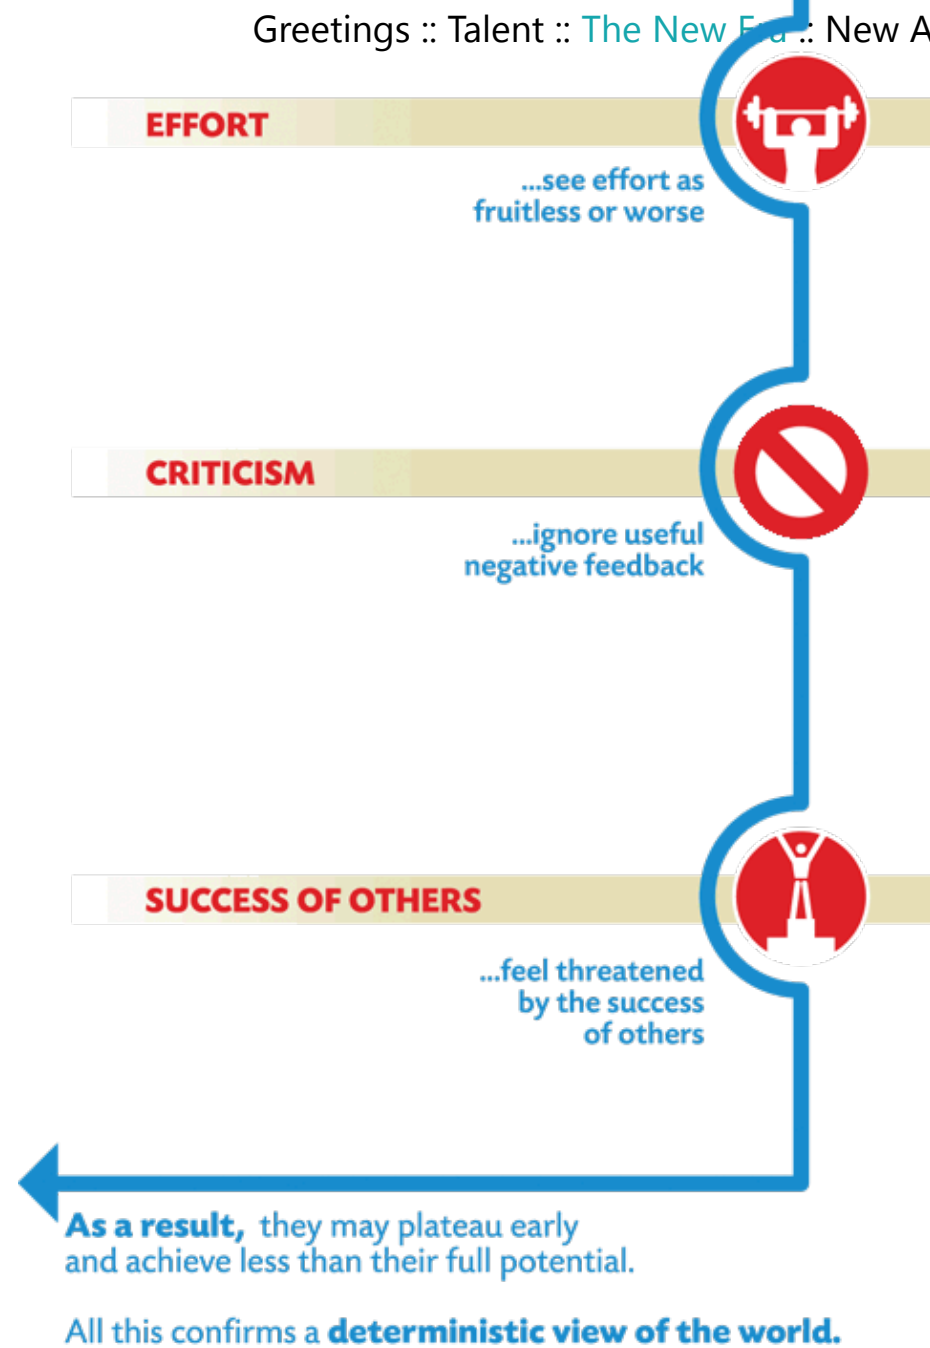 Greetings :: Talent :: The New Era :: New A
EFFORT
...see effort as
fruitless or worse
CRITICISM
...ignore useful
negative feedback
SUCCESS OF OTHERS
...feel threatened
by the success
of others
As a result, they may plateau early
and achieve less than their full potential.
All this confirms a deterministic view of the world.